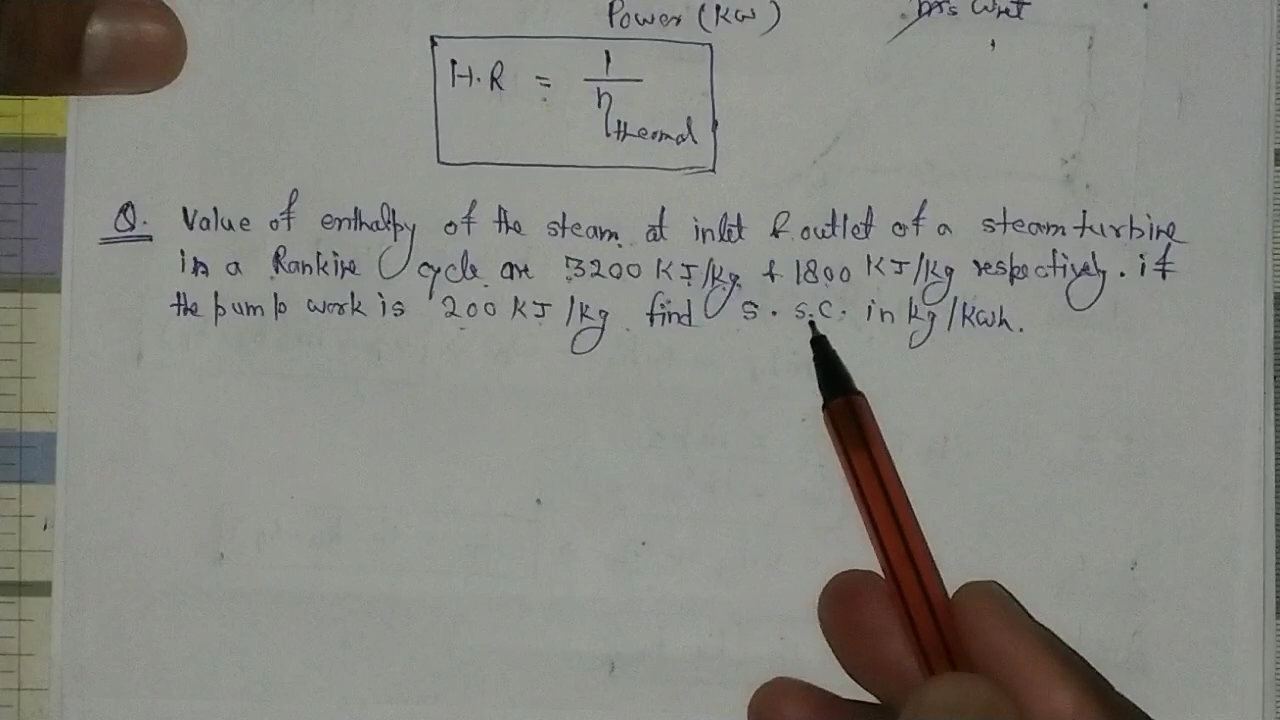 Power (KW)
H.R = 1
η thermal
Q. Value of enthalpy of the steam at inlet & outlet of a steam turbine
in a Rankine cycle are 3200 KJ/kg & 1800 KJ/kg respectively. if
the pump work is 200 KJ/kg find S.S.C. in kg/kwh.